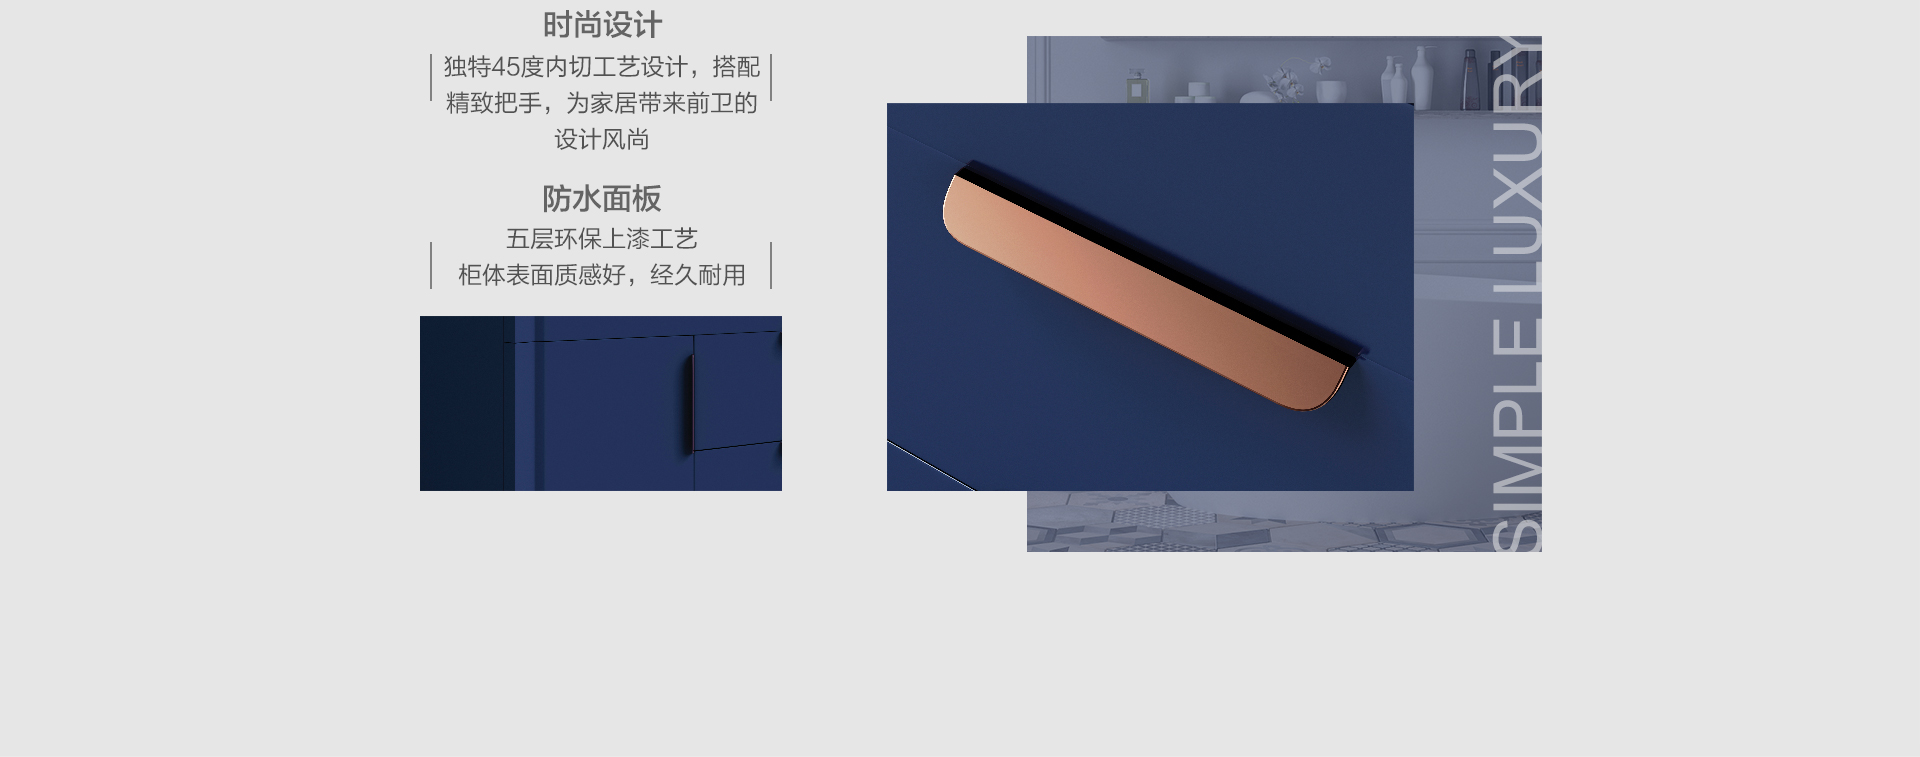 时尚设计
独特45度内切工艺设计，搭配
精致把手，为家居带来前卫的
设计风尚
防水面板
五层环保上漆工艺
柜体表面质感好，经久耐用
SIMPLE LUXURY